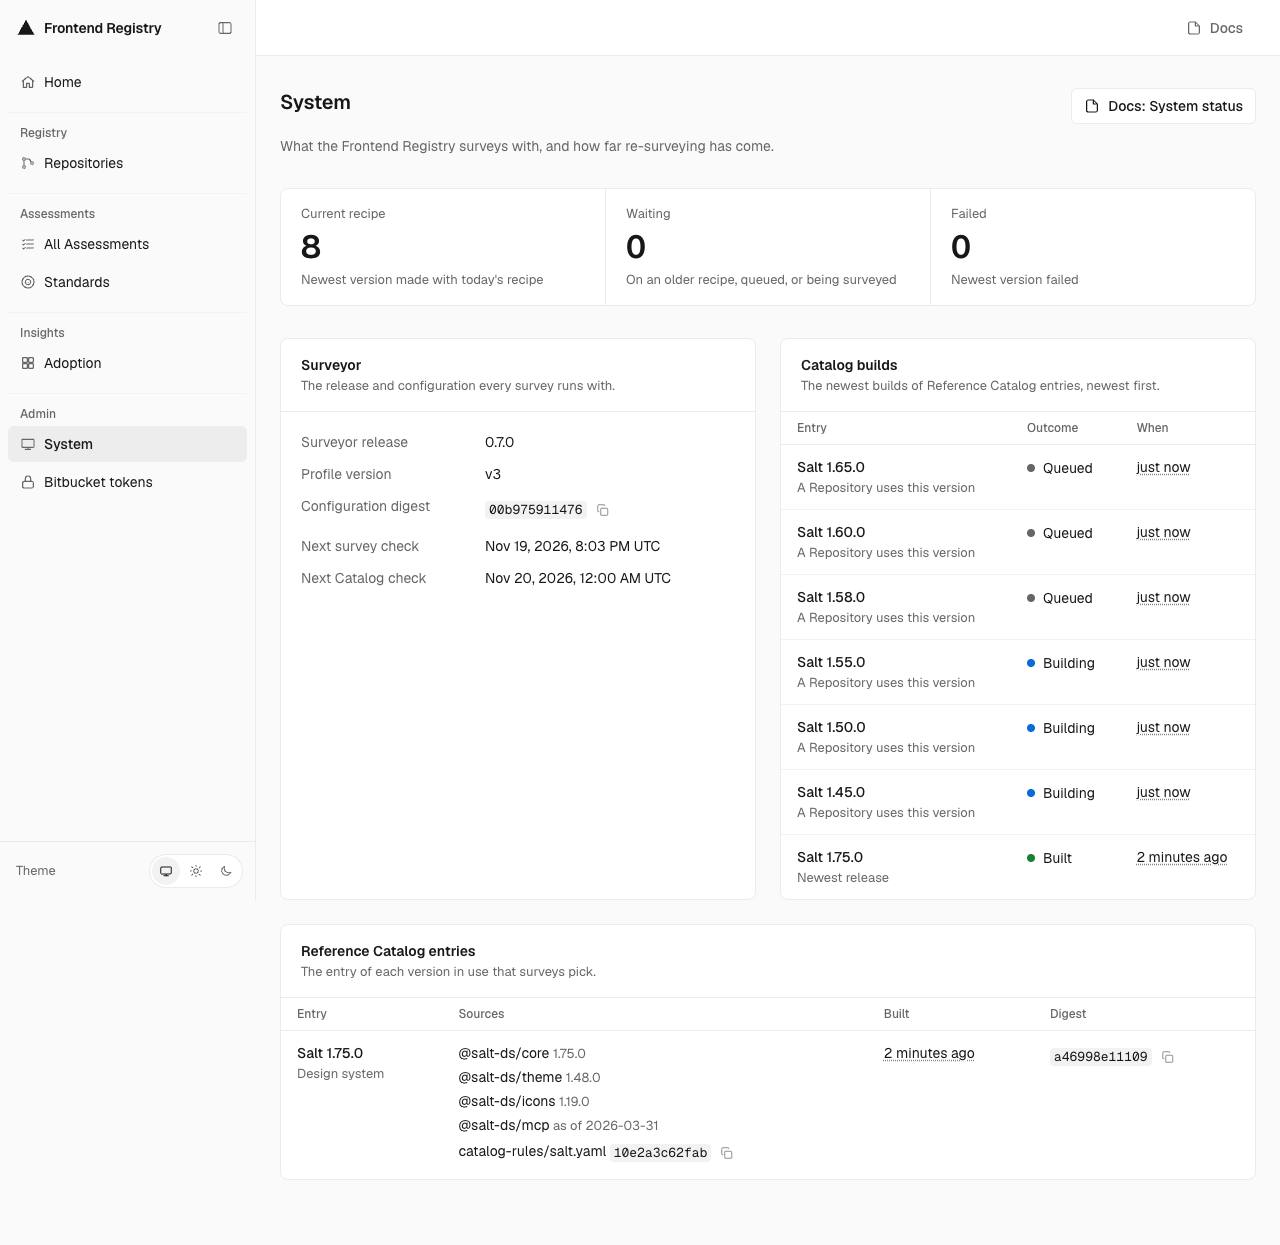 Frontend Registry
Docs
Home
Registry
Repositories
Assessments
All Assessments
Standards
Insights
Adoption
Admin
System
Bitbucket tokens
Theme
System
Docs: System status
What the Frontend Registry surveys with, and how far re-surveying has come.
Current recipe
8
Newest version made with today's recipe
Waiting
0
On an older recipe, queued, or being surveyed
Failed
0
Newest version failed
Surveyor
The release and configuration every survey runs with.
Surveyor release 0.7.0
Profile version v3
Configuration digest 00b975911476
Next survey check Nov 19, 2026, 8:03 PM UTC
Next Catalog check Nov 20, 2026, 12:00 AM UTC
Catalog builds
The newest builds of Reference Catalog entries, newest first.
Entry Outcome When
Salt 1.65.0 Queued just now
A Repository uses this version
Salt 1.60.0 Queued just now
A Repository uses this version
Salt 1.58.0 Queued just now
A Repository uses this version
Salt 1.55.0 Building just now
A Repository uses this version
Salt 1.50.0 Building just now
A Repository uses this version
Salt 1.45.0 Building just now
A Repository uses this version
Salt 1.75.0 Built 2 minutes ago
Newest release
Reference Catalog entries
The entry of each version in use that surveys pick.
Entry Sources Built Digest
Salt 1.75.0 @salt-ds/core 1.75.0 2 minutes ago a46998e11109
Design system @salt-ds/theme 1.48.0
@salt-ds/icons 1.19.0
@salt-ds/mcp as of 2026-03-31
catalog-rules/salt.yaml 10e2a3c62fab